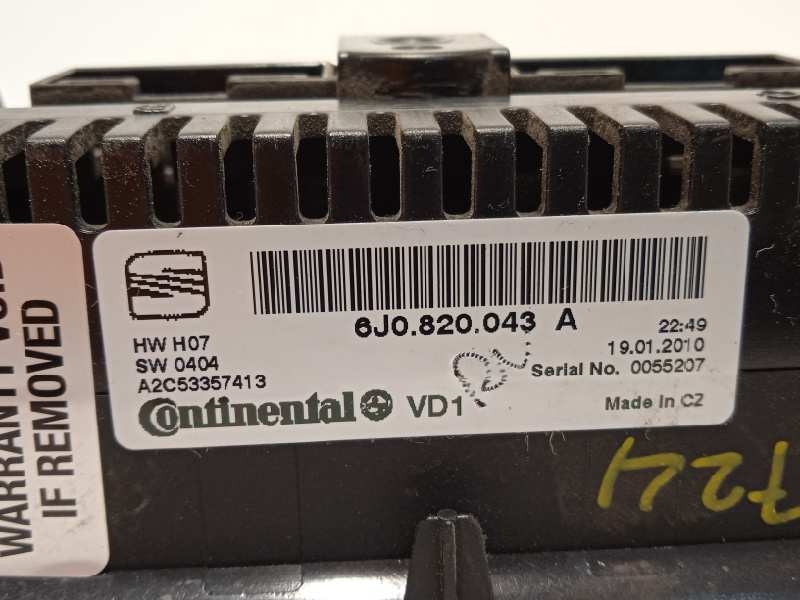 WARRANTY VOID
IF REMOVED
6J0.820.043 A
HW H07
SW 0404
A2C53357413
22:49
19.01.2010
Serial No. 0055207
Continental VD1
Made in CZ
724